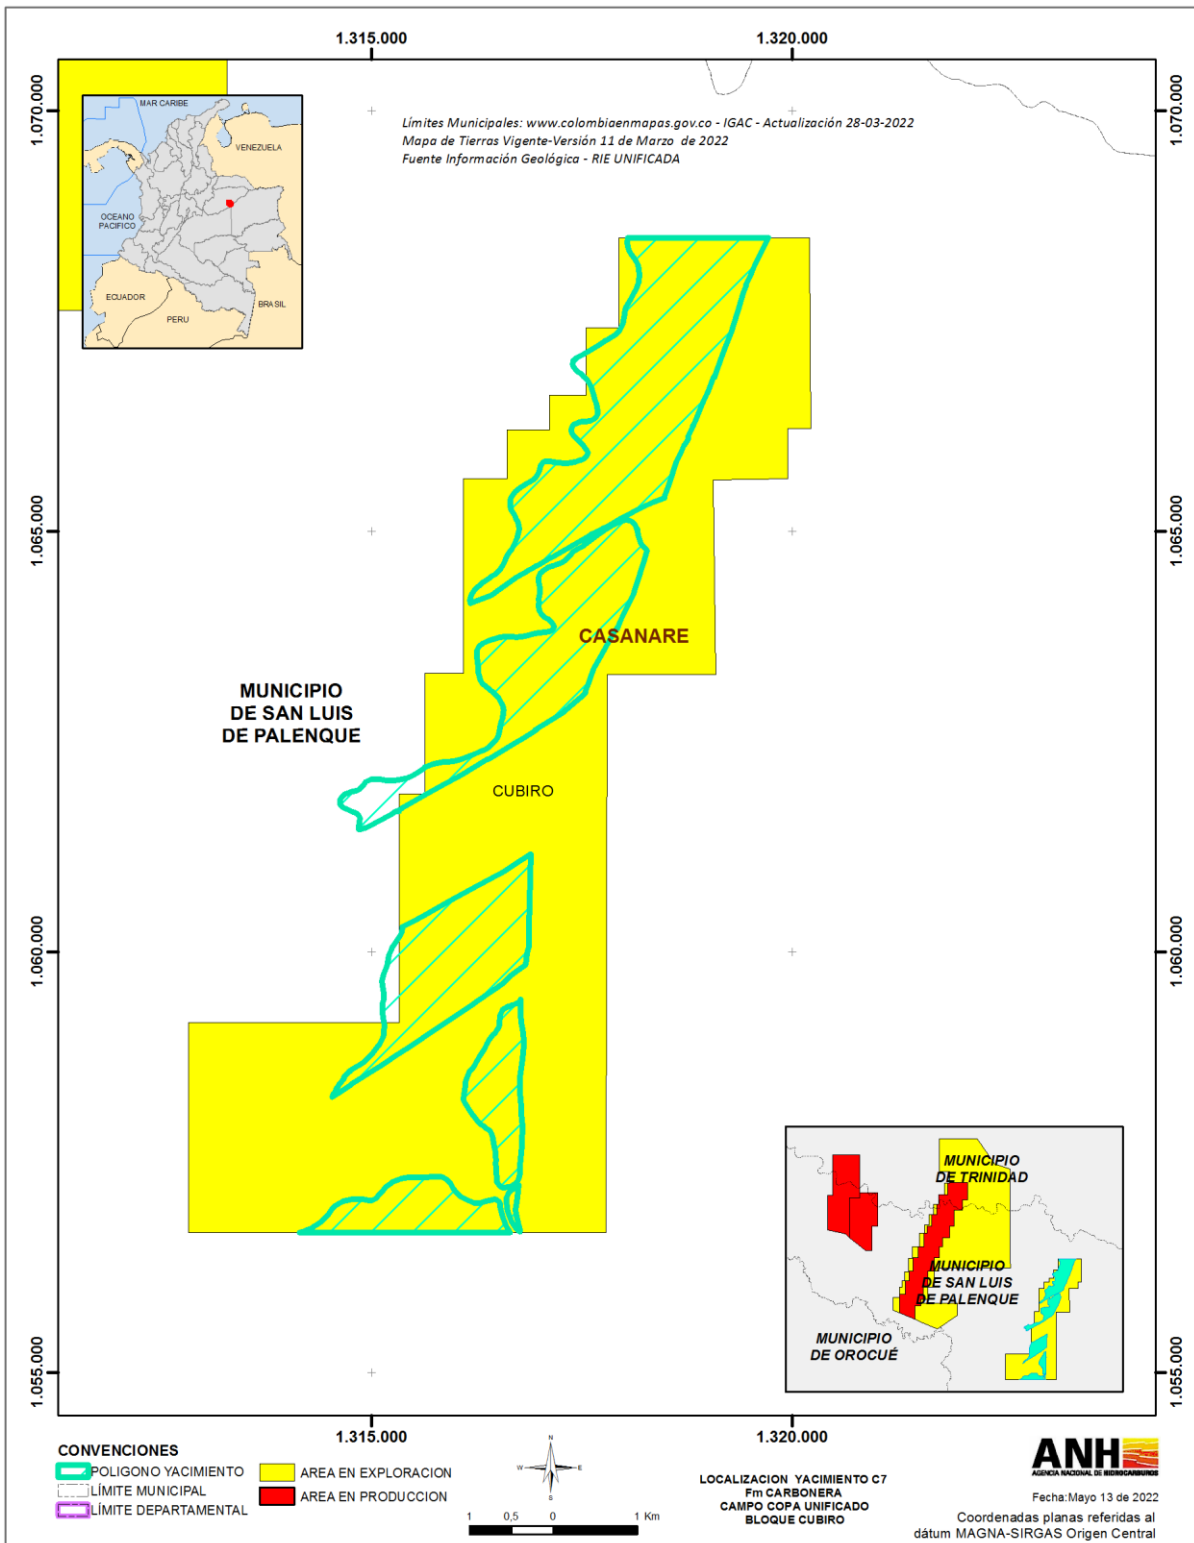 1.315.000
1.320.000
1.070.000
1.070.000
MAR CARIBE
VENEZUELA
OCEANO
PACIFICO
ECUADOR
PERU
BRASIL
Límites Municipales: www.colombiaenmapas.gov.co - IGAC - Actualización 28-03-2022
Mapa de Tierras Vigente-Versión 11 de Marzo de 2022
Fuente Información Geológica - RIE UNIFICADA
1.065.000
1.065.000
CASANARE
MUNICIPIO
DE SAN LUIS
DE PALENQUE
CUBIRO
1.060.000
1.060.000
MUNICIPIO
DE TRINIDAD
MUNICIPIO
DE SAN LUIS
DE PALENQUE
MUNICIPIO
DE OROCUÉ
1.055.000
1.055.000
1.315.000
1.320.000
CONVENCIONES
POLIGONO YACIMIENTO
LÍMITE MUNICIPAL
LÍMITE DEPARTAMENTAL
AREA EN EXPLORACION
AREA EN PRODUCCION
N
W
E
S
1 0,5 0 1 Km
LOCALIZACION YACIMIENTO C7
Fm CARBONERA
CAMPO COPA UNIFICADO
BLOQUE CUBIRO
ANH
AGENCIA NACIONAL DE HIDROCARBUROS
Fecha:Mayo 13 de 2022
Coordenadas planas referidas al
dátum MAGNA-SIRGAS Origen Central